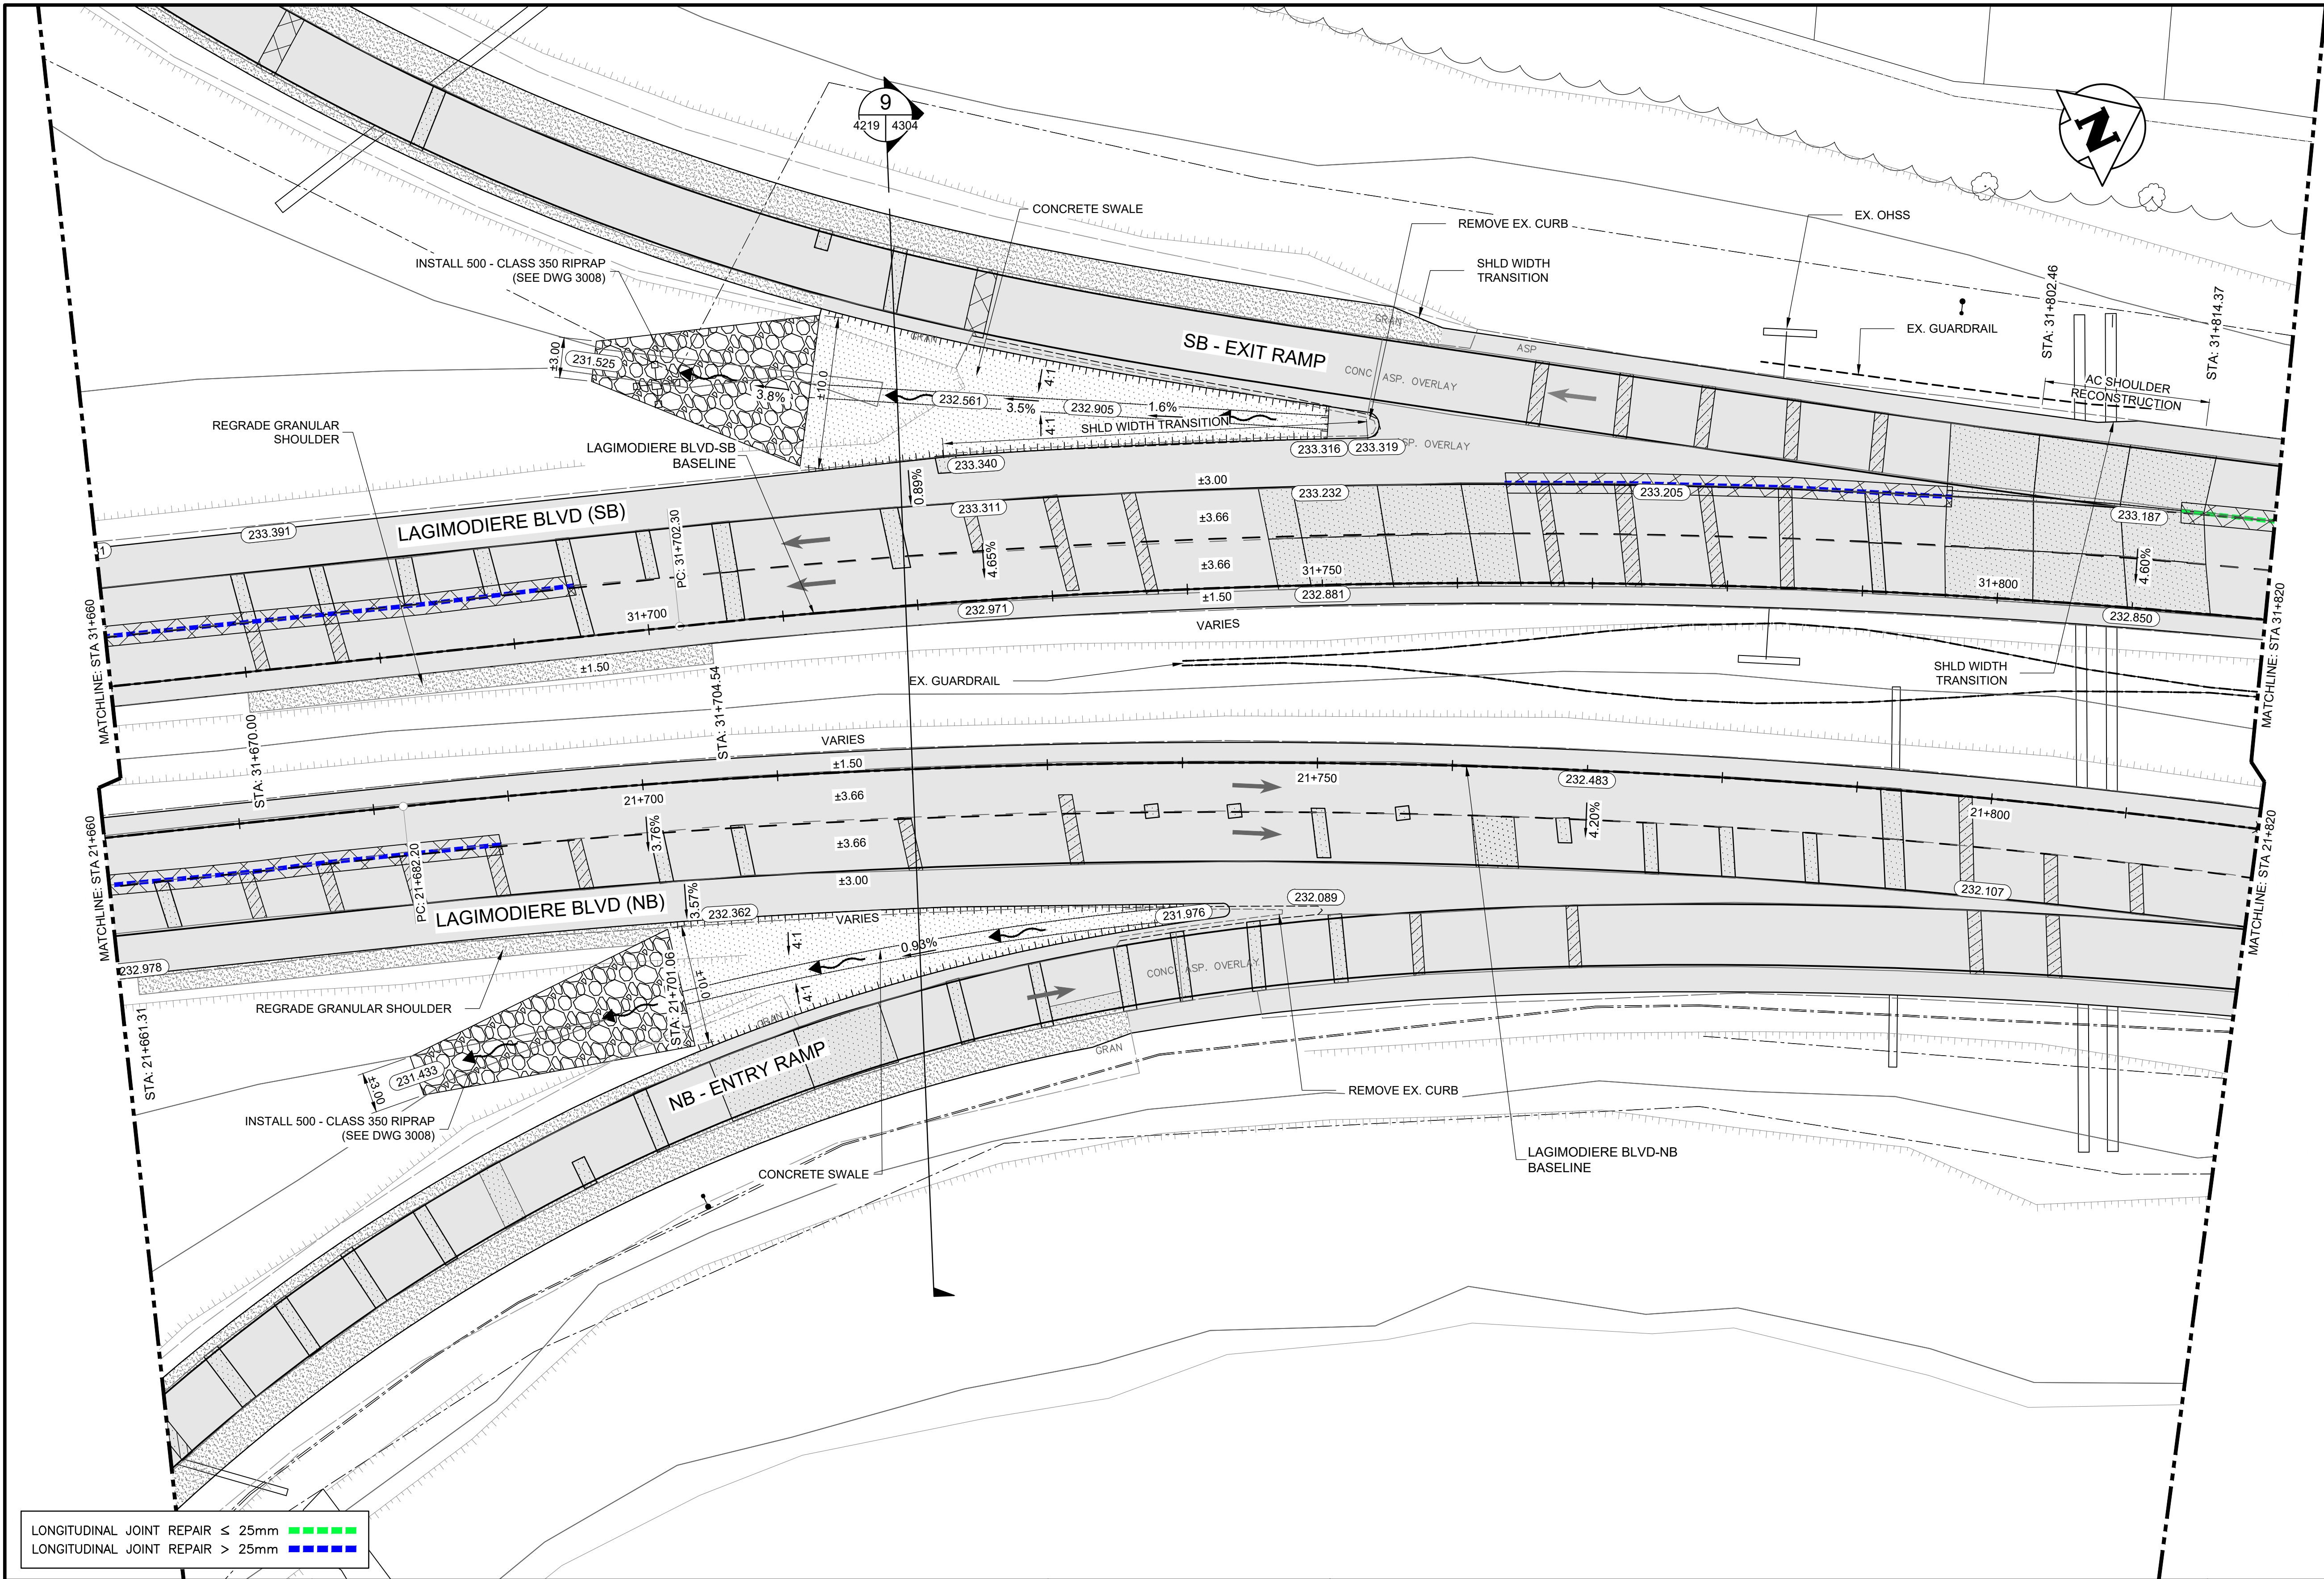 9
4219 4304
N
CONCRETE SWALE
REMOVE EX. CURB
EX. OHSS
INSTALL 500 - CLASS 350 RIPRAP
(SEE DWG 3008)
SHLD WIDTH
TRANSITION
STA: 31+802.46
STA: 31+814.37
EX. GUARDRAIL
GRAN
GRAN
ASP
SB - EXIT RAMP
CONC
ASP. OVERLAY
AC SHOULDER
RECONSTRUCTION
±3.00
231.525
3.8%
±10.0
4:1
232.561
3.5%
232.905
1.6%
4:1
SHLD WIDTH TRANSITION
REGRADE GRANULAR
SHOULDER
LAGIMODIERE BLVD-SB
BASELINE
233.340
233.316
233.319
SP. OVERLAY
0.89%
±3.00
233.232
233.205
233.187
233.311
LAGIMODIERE BLVD (SB)
233.391
1
PC: 31+702.30
±3.66
4.65%
±3.66
31+750
31+800
4.60%
232.971
±1.50
232.881
232.850
31+700
VARIES
MATCHLINE: STA 31+660
MATCHLINE: STA 31+820
±1.50
EX. GUARDRAIL
SHLD WIDTH
TRANSITION
STA: 31+670.00
STA: 31+704.54
VARIES
±1.50
21+700
±3.66
21+750
232.483
21+800
4.20%
3.76%
±3.66
PC: 21+682.20
MATCHLINE: STA 21+660
MATCHLINE: STA 21+820
±3.00
232.107
LAGIMODIERE BLVD (NB)
3.57%
232.362
VARIES
231.976
232.089
232.978
4:1
0.93%
CONC
ASP. OVERLAY
±10.0
4:1
STA: 21+701.06
REGRADE GRANULAR SHOULDER
GRAN
GRAN
STA: 21+661.31
231.433
±3.00
NB - ENTRY RAMP
REMOVE EX. CURB
INSTALL 500 - CLASS 350 RIPRAP
(SEE DWG 3008)
CONCRETE SWALE
LAGIMODIERE BLVD-NB
BASELINE
LONGITUDINAL JOINT REPAIR ≤ 25mm
LONGITUDINAL JOINT REPAIR > 25mm